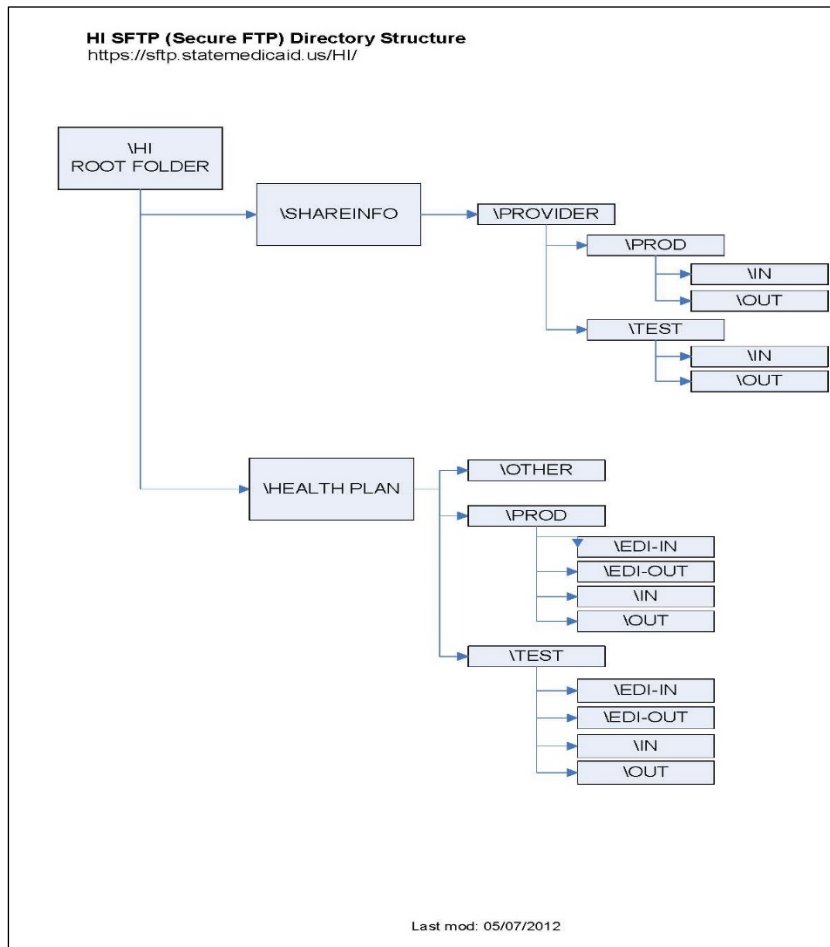 HI SFTP (Secure FTP) Directory Structure
https://sftp.statemedicaid.us/HI/
\HI
ROOT FOLDER
\SHAREINFO
\PROVIDER
\PROD
\IN
\OUT
\TEST
\IN
\OUT
\HEALTH PLAN
\OTHER
\PROD
\EDI-IN
\EDI-OUT
\IN
\OUT
\TEST
\EDI-IN
\EDI-OUT
\IN
\OUT
Last mod: 05/07/2012